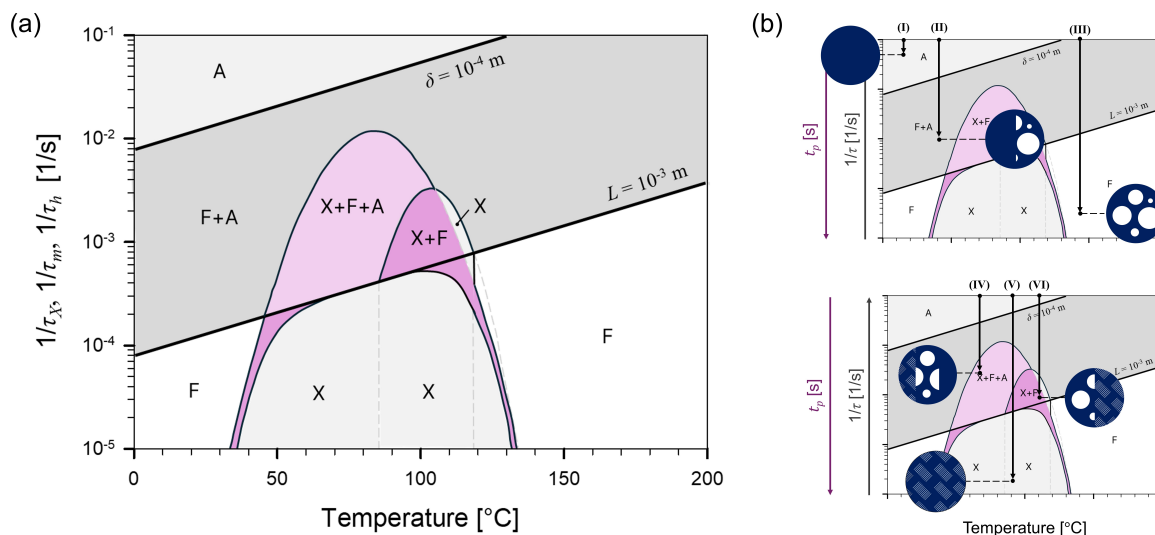 (a)
10⁻¹
10⁻²
10⁻³
10⁻⁴
10⁻⁵
1/τ_X, 1/τ_m, 1/τ_h [1/s]
A
δ = 10⁻⁴ m
L = 10⁻³ m
F+A
X+F+A
X
X+F
F
F
X
X
0
50
100
150
200
Temperature [°C]
(b)
(I)
(II)
(III)
t_p [s]
1/τ [1/s]
A
δ = 10⁻⁴ m
L = 10⁻³ m
F+A
X+F
F
F
X
X
(IV)
(V)
(VI)
t_p [s]
1/τ [1/s]
A
δ = 10⁻⁴ m
L = 10⁻³ m
X+F+A
X+F
F
X
X
Temperature [°C]